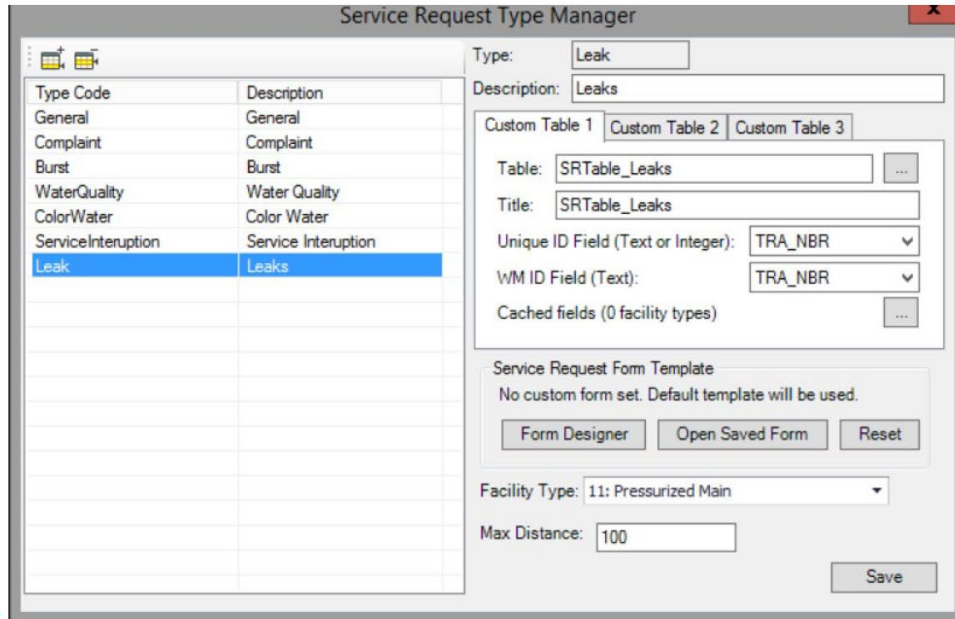 Service Request Type Manager
x
Type Code Description
General General
Complaint Complaint
Burst Burst
WaterQuality Water Quality
ColorWater Color Water
ServiceInteruption Service Interuption
Leak Leaks
Type: Leak
Description: Leaks
Custom Table 1 Custom Table 2 Custom Table 3
Table: SRTable_Leaks ...
Title: SRTable_Leaks
Unique ID Field (Text or Integer): TRA_NBR
WM ID Field (Text): TRA_NBR
Cached fields (0 facility types) ...
Service Request Form Template
No custom form set. Default template will be used.
Form Designer Open Saved Form Reset
Facility Type: 11: Pressurized Main
Max Distance: 100
Save